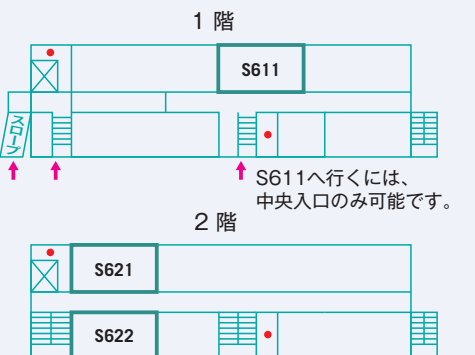 1 階
S611
スロープ
S611へ行くには、
中央入口のみ可能です。
2 階
S621
S622